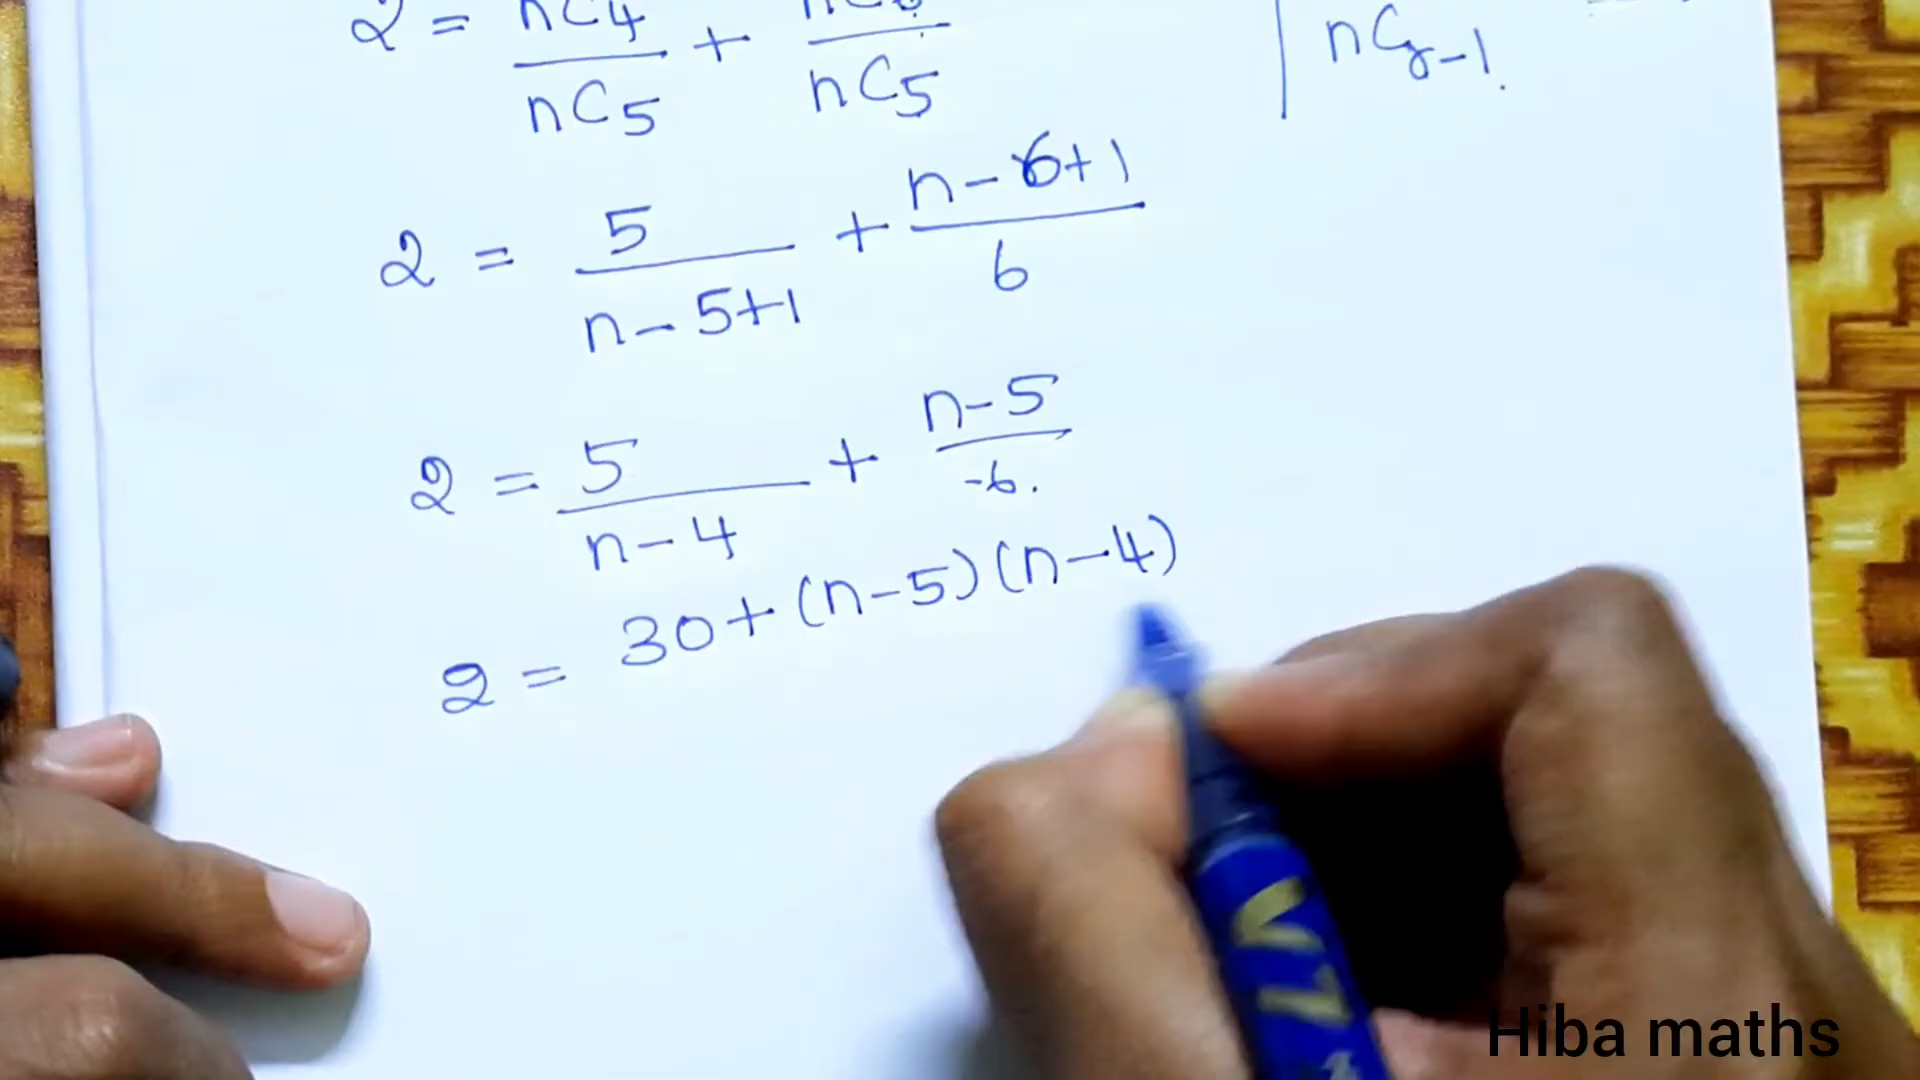 2 = nC4/nC5 + nC6/nC5
nCr-1.
2 = 5/(n-5+1) + (n-6+1)/6
2 = 5/(n-4) + (n-5)/-6.
2 = 30+(n-5)(n-4)
V7
Hiba maths